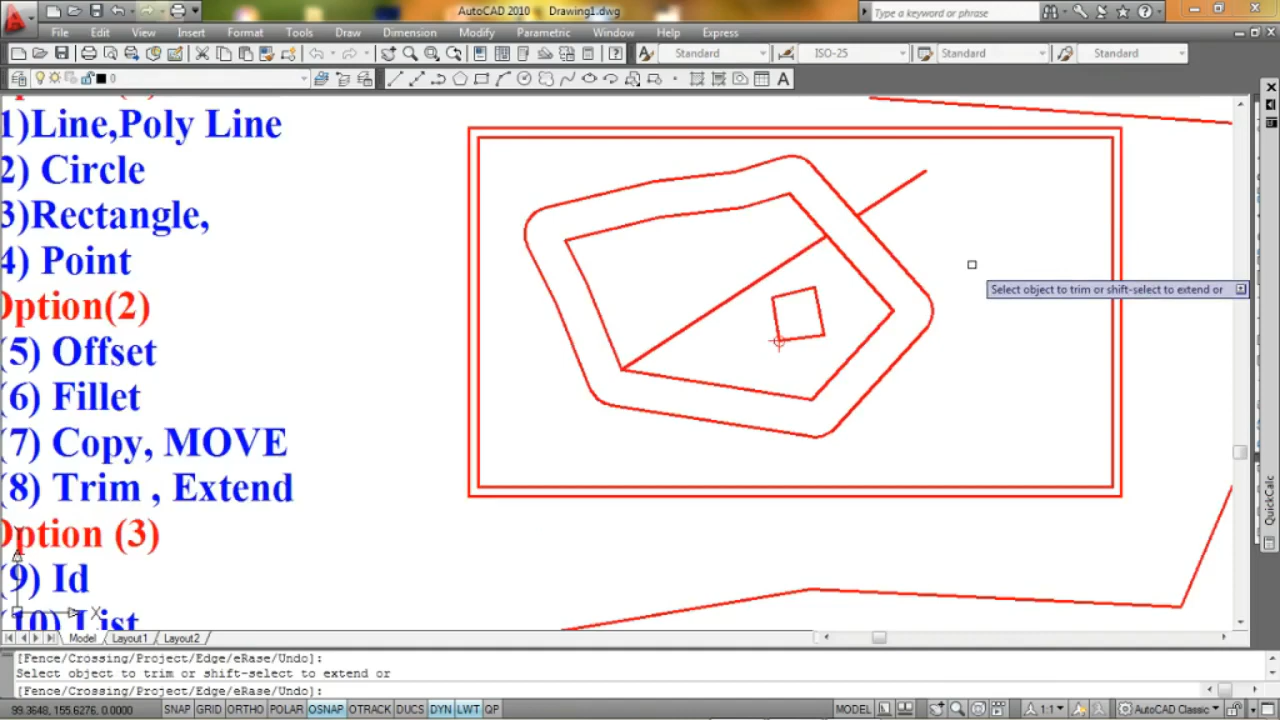 AutoCAD 2010 Drawing1.dwg
Type a keyword or phrase
File Edit View Insert Format Tools Draw Dimension Modify Parametric Window Help Express
Standard ISO-25 Standard Standard
0
1)Line,Poly Line
2) Circle
3)Rectangle,
4) Point
Option(2)
(5) Offset
(6) Fillet
(7) Copy, MOVE
(8) Trim , Extend
Option (3)
(9) Id
(10) List
X
Select object to trim or shift-select to extend or
QuickCalc
Model Layout1 Layout2
[Fence/Crossing/Project/Edge/eRase/Undo]:
Select object to trim or shift-select to extend or
[Fence/Crossing/Project/Edge/eRase/Undo]:
99.3648, 155.6276, 0.0000 SNAP GRID ORTHO POLAR OSNAP OTRACK DUCS DYN LWT QP MODEL 1:1 AutoCAD Classic